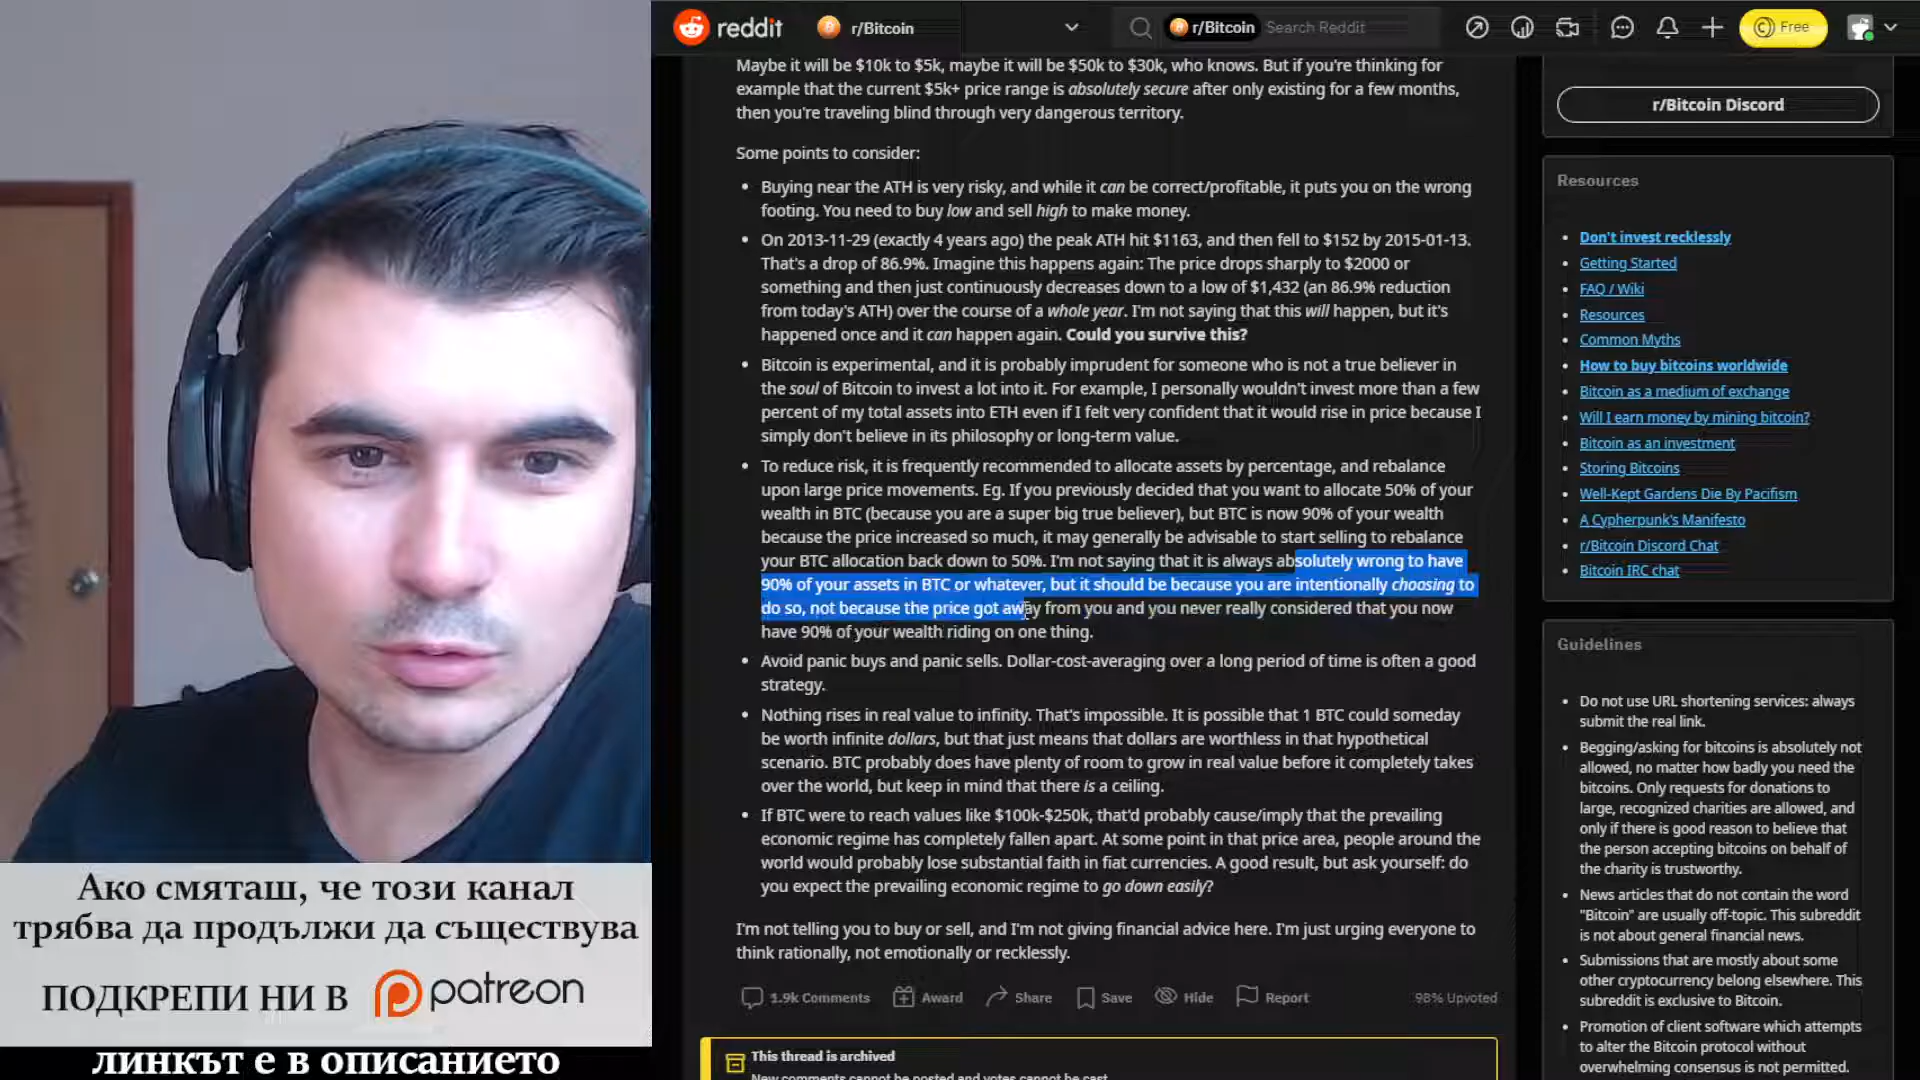 Ако смяташ, че този канал
трябва да продължи да съществува
ПОДКРЕПИ НИ В patreon
ЛИНКЪТ Е В ОПИСАНИЕТО
reddit
r/Bitcoin
r/Bitcoin Search Reddit
Free
Maybe it will be $10k to $5k, maybe it will be $50k to $30k, who knows. But if you're thinking for
example that the current $5k+ price range is absolutely secure after only existing for a few months,
then you're traveling blind through very dangerous territory.
Some points to consider:
• Buying near the ATH is very risky, and while it can be correct/profitable, it puts you on the wrong
footing. You need to buy low and sell high to make money.
• On 2013-11-29 (exactly 4 years ago) the peak ATH hit $1163, and then fell to $152 by 2015-01-13.
That's a drop of 86.9%. Imagine this happens again: The price drops sharply to $2000 or
something and then just continuously decreases down to a low of $1,432 (an 86.9% reduction
from today's ATH) over the course of a whole year. I'm not saying that this will happen, but it's
happened once and it can happen again. Could you survive this?
• Bitcoin is experimental, and it is probably imprudent for someone who is not a true believer in
the soul of Bitcoin to invest a lot into it. For example, I personally wouldn't invest more than a few
percent of my total assets into ETH even if I felt very confident that it would rise in price because I
simply don't believe in its philosophy or long-term value.
• To reduce risk, it is frequently recommended to allocate assets by percentage, and rebalance
upon large price movements. Eg. If you previously decided that you want to allocate 50% of your
wealth in BTC (because you are a super big true believer), but BTC is now 90% of your wealth
because the price increased so much, it may generally be advisable to start selling to rebalance
your BTC allocation back down to 50%. I'm not saying that it is always absolutely wrong to have
90% of your assets in BTC or whatever, but it should be because you are intentionally choosing to
do so, not because the price got away from you and you never really considered that you now
have 90% of your wealth riding on one thing.
• Avoid panic buys and panic sells. Dollar-cost-averaging over a long period of time is often a good
strategy.
• Nothing rises in real value to infinity. That's impossible. It is possible that 1 BTC could someday
be worth infinite dollars, but that just means that dollars are worthless in that hypothetical
scenario. BTC probably does have plenty of room to grow in real value before it completely takes
over the world, but keep in mind that there is a ceiling.
• If BTC were to reach values like $100k-$250k, that'd probably cause/imply that the prevailing
economic regime has completely fallen apart. At some point in that price area, people around the
world would probably lose substantial faith in fiat currencies. A good result, but ask yourself: do
you expect the prevailing economic regime to go down easily?
I'm not telling you to buy or sell, and I'm not giving financial advice here. I'm just urging everyone to
think rationally, not emotionally or recklessly.
1.9k Comments Award Share Save Hide Report 98% Upvoted
This thread is archived
New comments cannot be posted and votes cannot be cast
r/Bitcoin Discord
Resources
• Don't invest recklessly
• Getting Started
• FAQ / Wiki
• Resources
• Common Myths
• How to buy bitcoins worldwide
• Bitcoin as a medium of exchange
• Will I earn money by mining bitcoin?
• Bitcoin as an investment
• Storing Bitcoins
• Well-Kept Gardens Die By Pacifism
• A Cypherpunk's Manifesto
• r/Bitcoin Discord Chat
• Bitcoin IRC chat
Guidelines
• Do not use URL shortening services: always
submit the real link.
• Begging/asking for bitcoins is absolutely not
allowed, no matter how badly you need the
bitcoins. Only requests for donations to
large, recognized charities are allowed, and
only if there is good reason to believe that
the person accepting bitcoins on behalf of
the charity is trustworthy.
• News articles that do not contain the word
"Bitcoin" are usually off-topic. This subreddit
is not about general financial news.
• Submissions that are mostly about some
other cryptocurrency belong elsewhere. This
subreddit is exclusive to Bitcoin.
• Promotion of client software which attempts
to alter the Bitcoin protocol without
overwhelming consensus is not permitted.